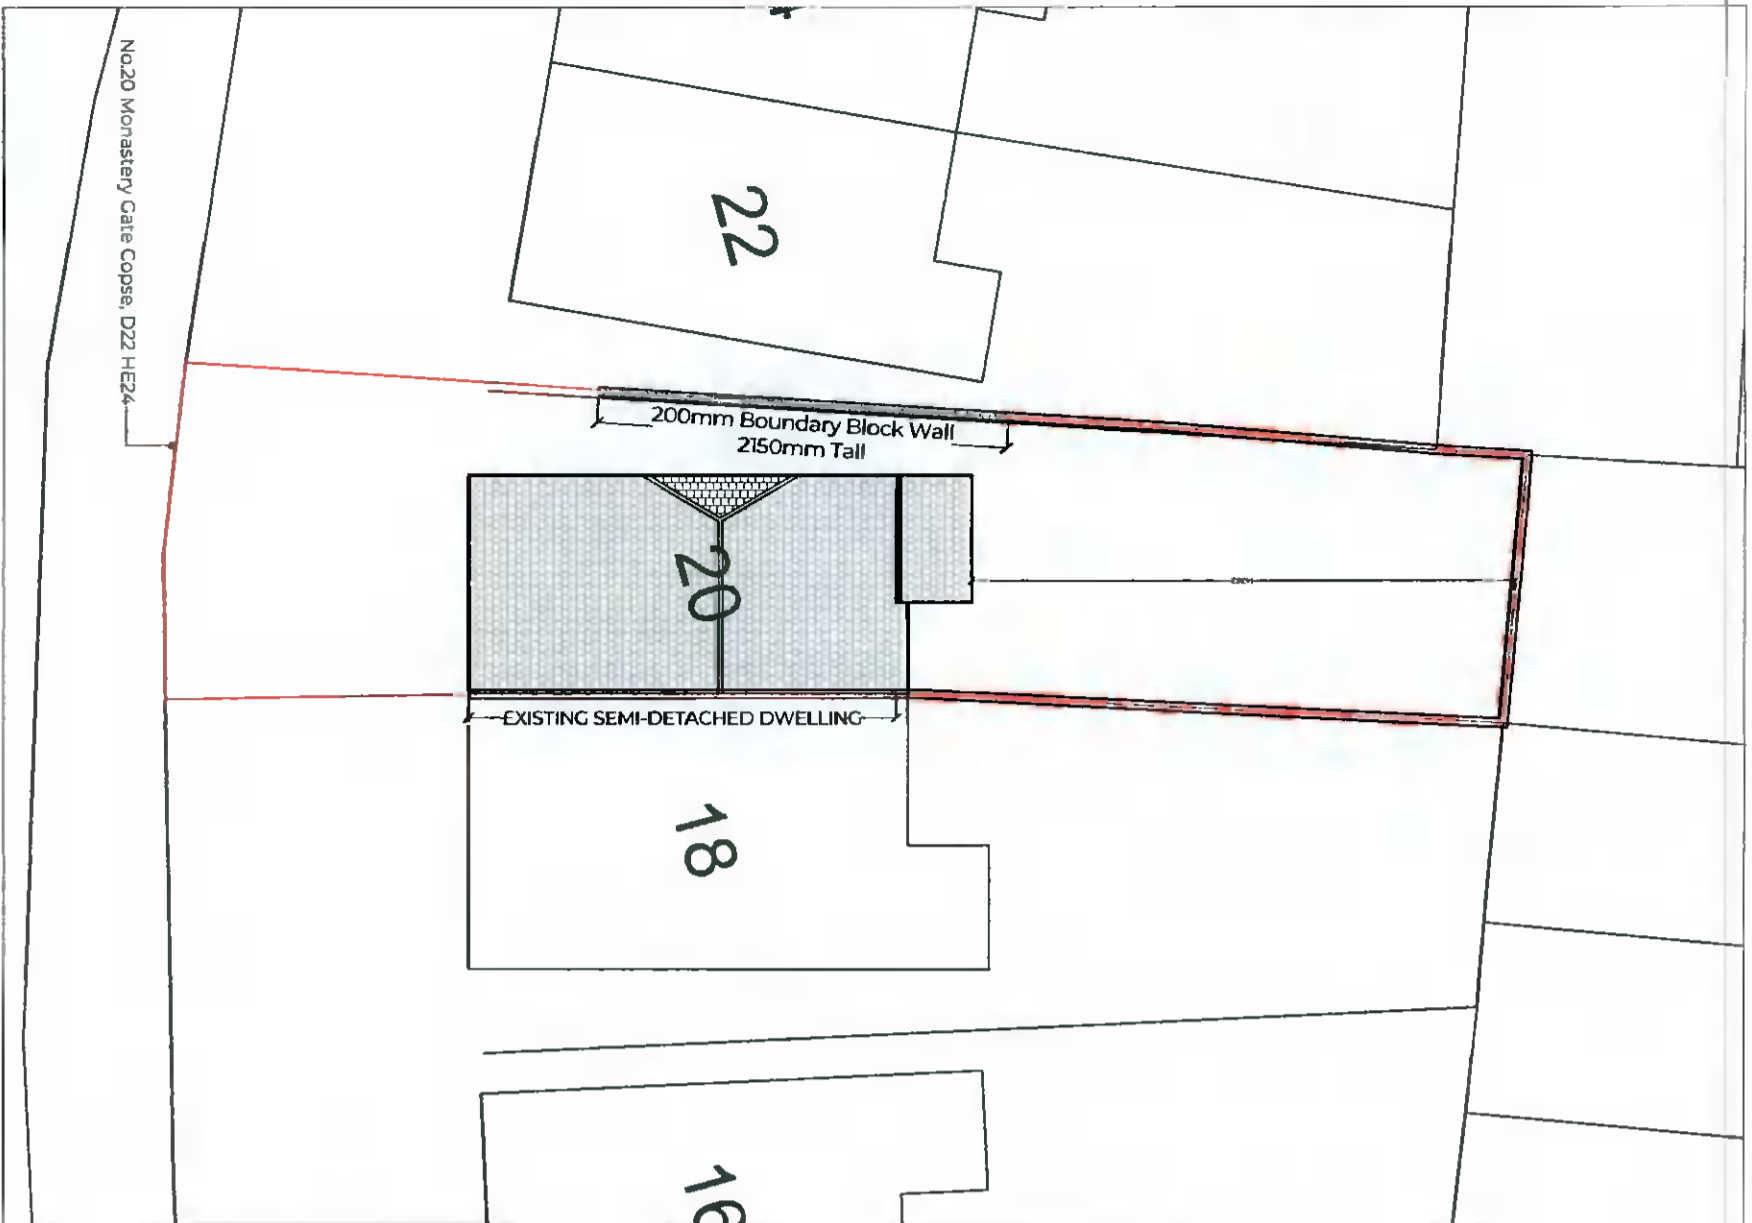 No.20 Monastery Gate Copse, D22 HE24
22
200mm Boundary Block Wall
2150mm Tall
20
EXISTING SEMI-DETACHED DWELLING
18
16